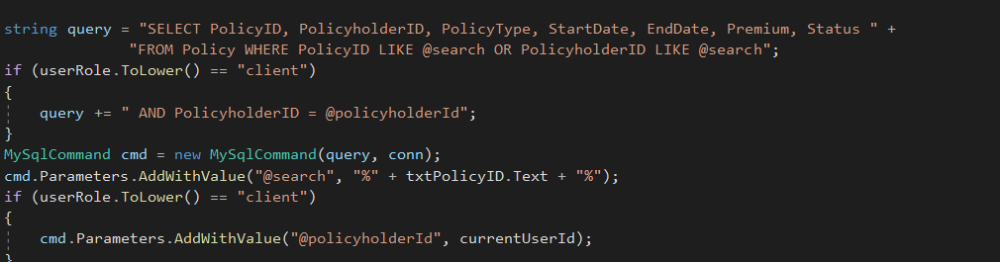 string query = "SELECT PolicyID, PolicyholderID, PolicyType, StartDate, EndDate, Premium, Status " +
"FROM Policy WHERE PolicyID LIKE @search OR PolicyholderID LIKE @search";
if (userRole.ToLower() == "client")
{
query += " AND PolicyholderID = @policyholderId";
}
MySqlCommand cmd = new MySqlCommand(query, conn);
cmd.Parameters.AddWithValue("@search", "%" + txtPolicyID.Text + "%");
if (userRole.ToLower() == "client")
{
cmd.Parameters.AddWithValue("@policyholderId", currentUserId);
}